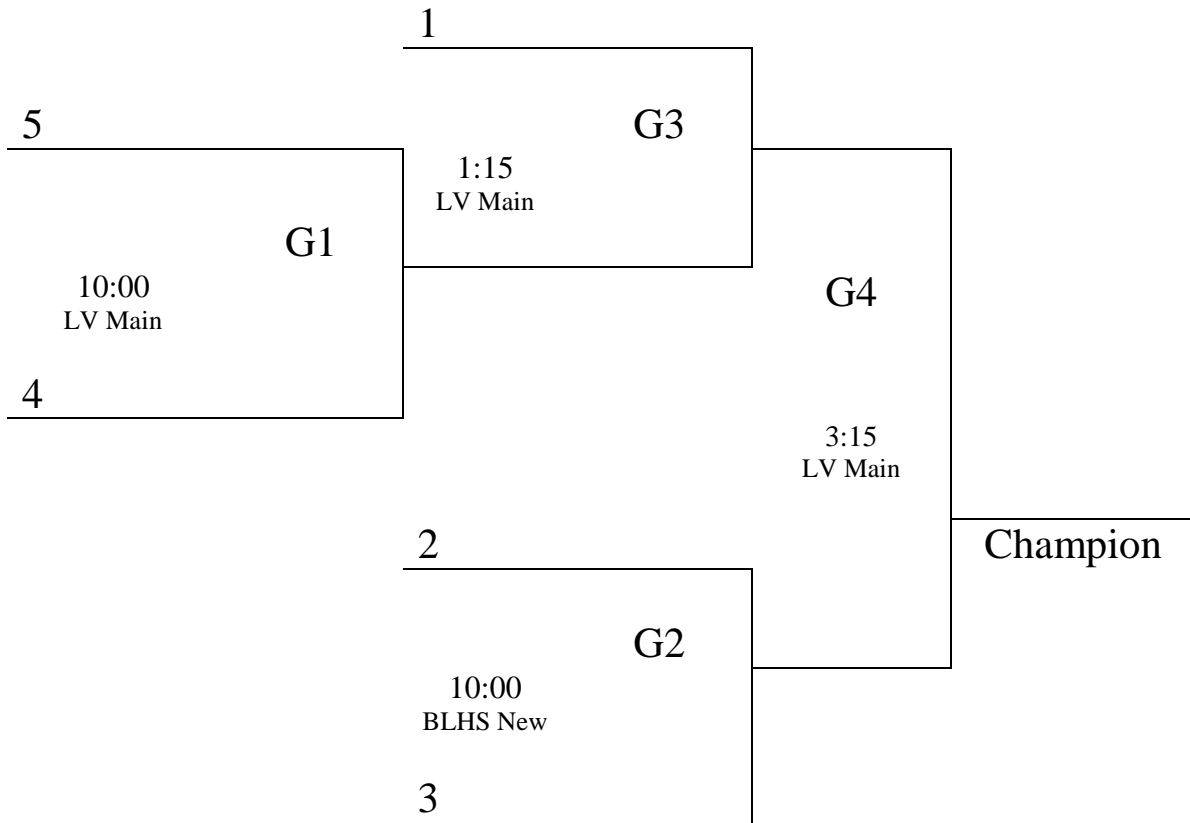 1
5
G3
1:15
LV Main
G1
10:00
LV Main
G4
4
3:15
LV Main
2
Champion
G2
10:00
BLHS New
3